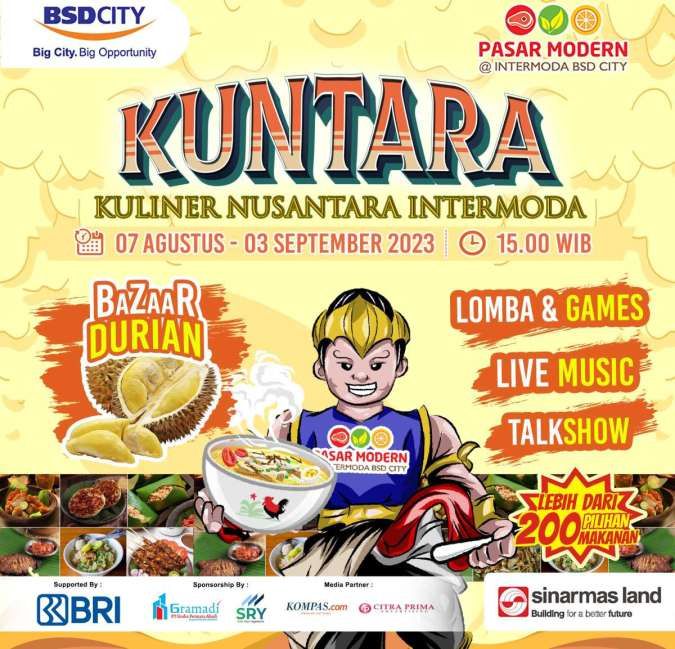 BSDCITY
Big City. Big Opportunity
PASAR MODERN
@ INTERMODA BSD CITY
KUNTARA
KULINER NUSANTARA INTERMODA
07 AGUSTUS - 03 SEPTEMBER 2023
15.00 WIB
BAZAAR
DURIAN
LOMBA & GAMES
LIVE MUSIC
TALKSHOW
PASAR MODERN
INTERMODA BSD CITY
LEBIH DARI
200 PILIHAN
MAKANAN
Supported By :
Sponsorship By :
Media Partner :
BRI
Gramadi
SRY
KOMPAS.com
CITRA PRIMA
sinarmas land
Building for a better future